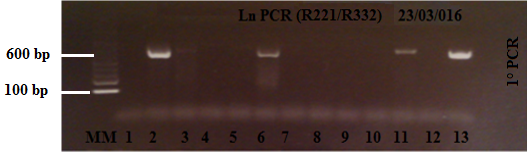 Ln PCR (R221/R332) 23/03/016
600 bp
100 bp
1° PCR
MM 1 2 3 4 5 6 7 8 9 10 11 12 13